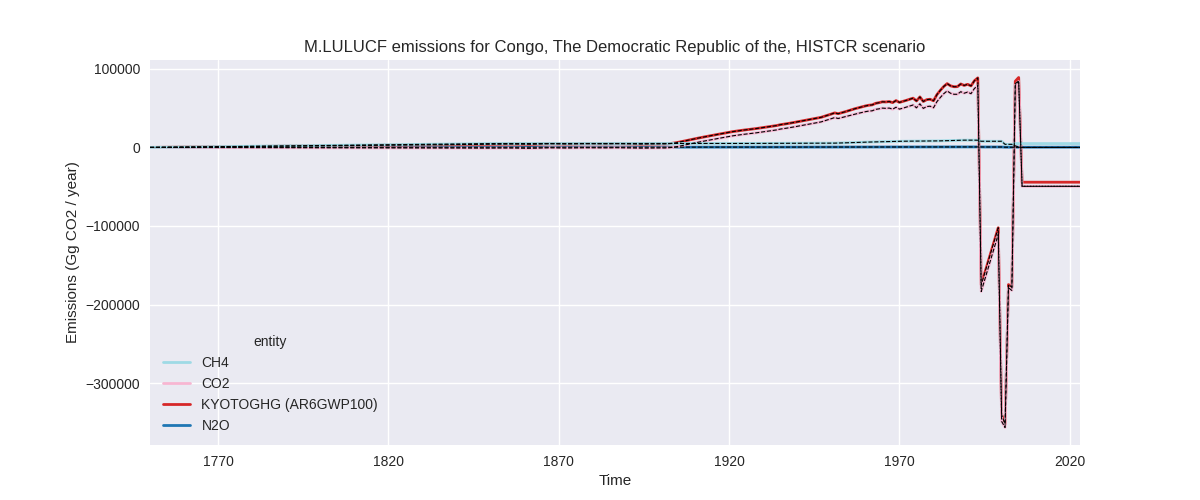 M.LULUCF emissions for Congo, The Democratic Republic of the, HISTCR scenario
Emissions (Gg CO2 / year)
100000
0
−100000
−200000
−300000
entity
CH4
CO2
KYOTOGHG (AR6GWP100)
N2O
1770
1820
1870
1920
1970
2020
Time